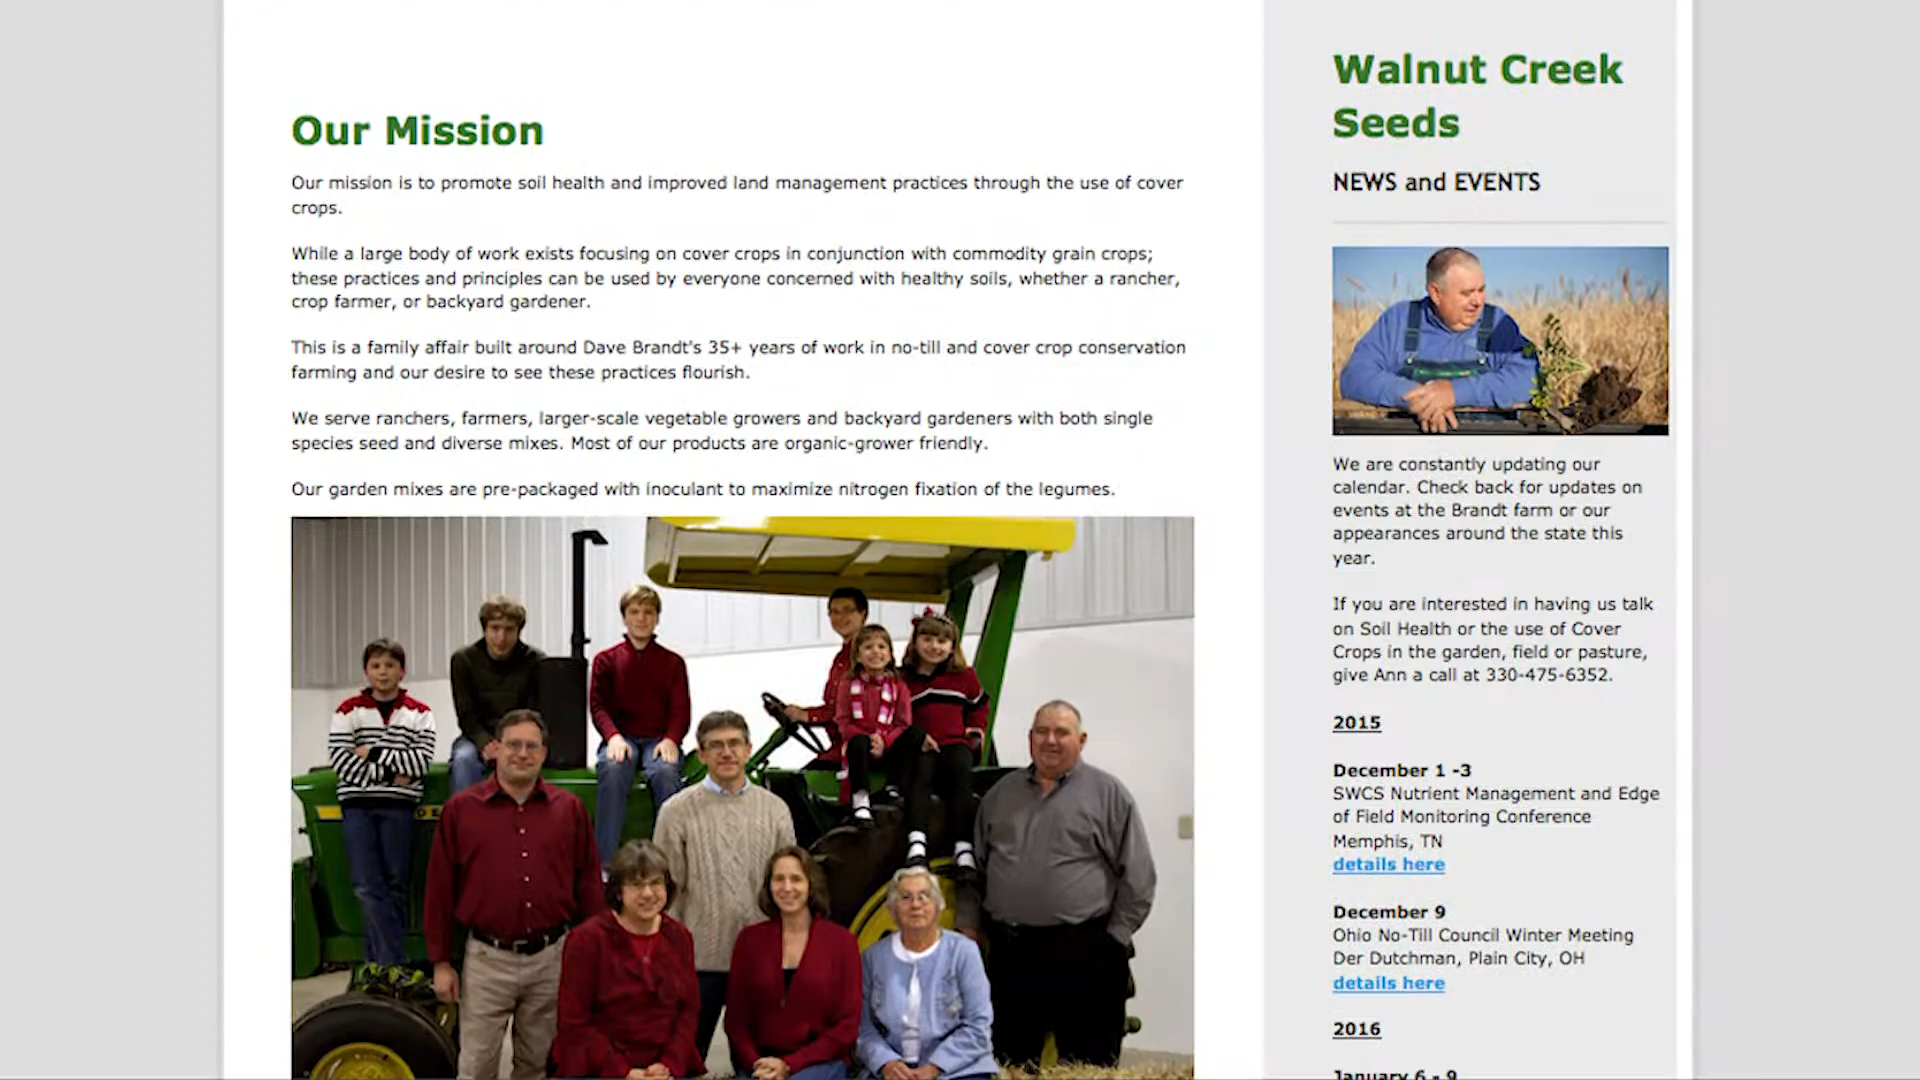 Our Mission
Our mission is to promote soil health and improved land management practices through the use of cover
crops.
While a large body of work exists focusing on cover crops in conjunction with commodity grain crops;
these practices and principles can be used by everyone concerned with healthy soils, whether a rancher,
crop farmer, or backyard gardener.
This is a family affair built around Dave Brandt's 35+ years of work in no-till and cover crop conservation
farming and our desire to see these practices flourish.
We serve ranchers, farmers, larger-scale vegetable growers and backyard gardeners with both single
species seed and diverse mixes. Most of our products are organic-grower friendly.
Our garden mixes are pre-packaged with inoculant to maximize nitrogen fixation of the legumes.
Walnut Creek
Seeds
NEWS and EVENTS
We are constantly updating our
calendar. Check back for updates on
events at the Brandt farm or our
appearances around the state this
year.
If you are interested in having us talk
on Soil Health or the use of Cover
Crops in the garden, field or pasture,
give Ann a call at 330-475-6352.
2015
December 1 -3
SWCS Nutrient Management and Edge
of Field Monitoring Conference
Memphis, TN
details here
December 9
Ohio No-Till Council Winter Meeting
Der Dutchman, Plain City, OH
details here
2016
January 6 - 9